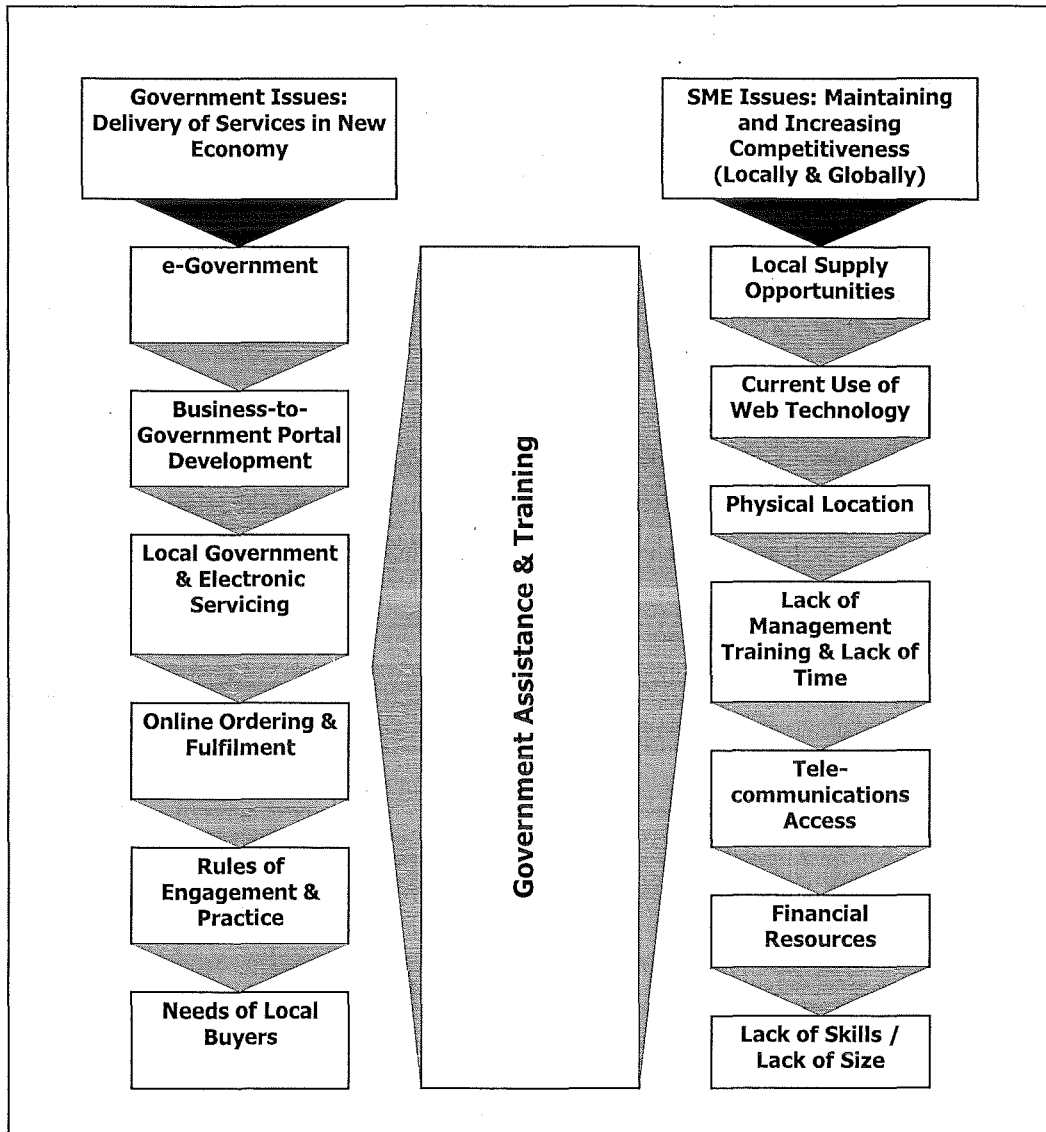 Government Issues:
Delivery of Services in New
Economy
e-Government
Business-to-
Government Portal
Development
Local Government
& Electronic
Servicing
Online Ordering &
Fulfilment
Rules of
Engagement &
Practice
Needs of Local
Buyers
Government Assistance & Training
SME Issues: Maintaining
and Increasing
Competitiveness
(Locally & Globally)
Local Supply
Opportunities
Current Use of
Web Technology
Physical Location
Lack of
Management
Training & Lack of
Time
Tele-
communications
Access
Financial
Resources
Lack of Skills /
Lack of Size